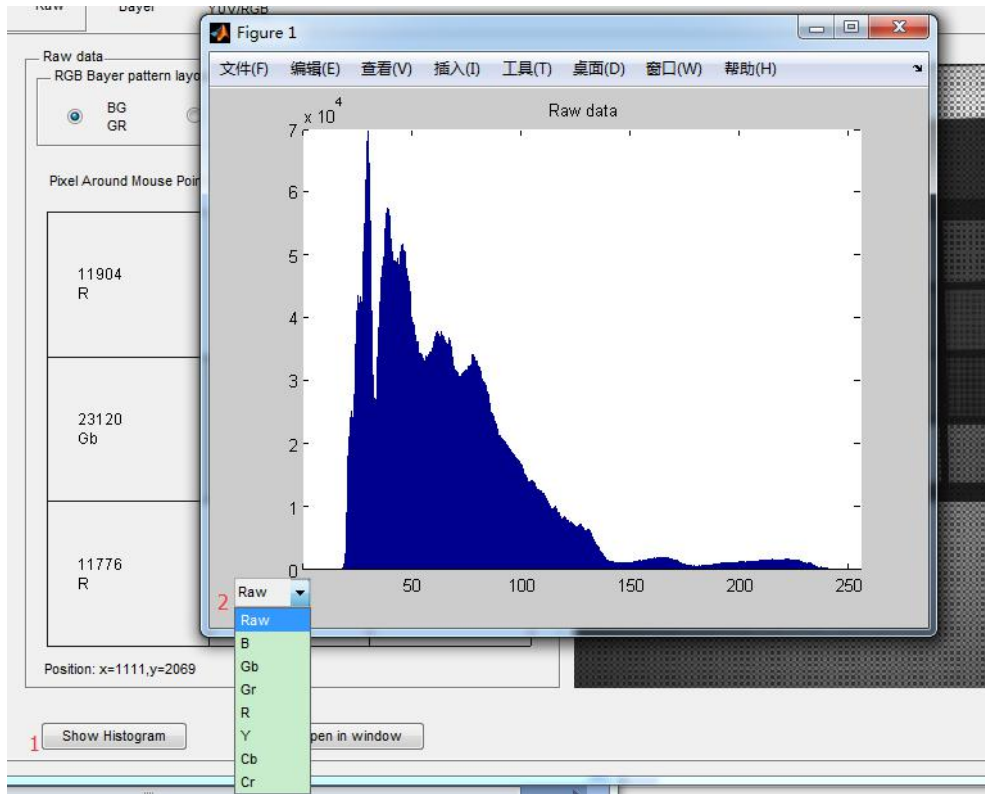 Raw
Bayer
YUV/RGB
Figure 1
文件(F) 编辑(E) 查看(V) 插入(I) 工具(T) 桌面(D) 窗口(W) 帮助(H)
Raw data
RGB Bayer pattern
BG
GR
Pixel Around Mouse
11904
R
23120
Gb
11776
R
Position: x=1111,y=2069
x 10^4
Raw data
7
6
5
4
3
2
1
0
50 100 150 200 250
2
Raw
Raw
B
Gb
Gr
R
Y
Cb
Cr
1
Show Histogram
pen in window